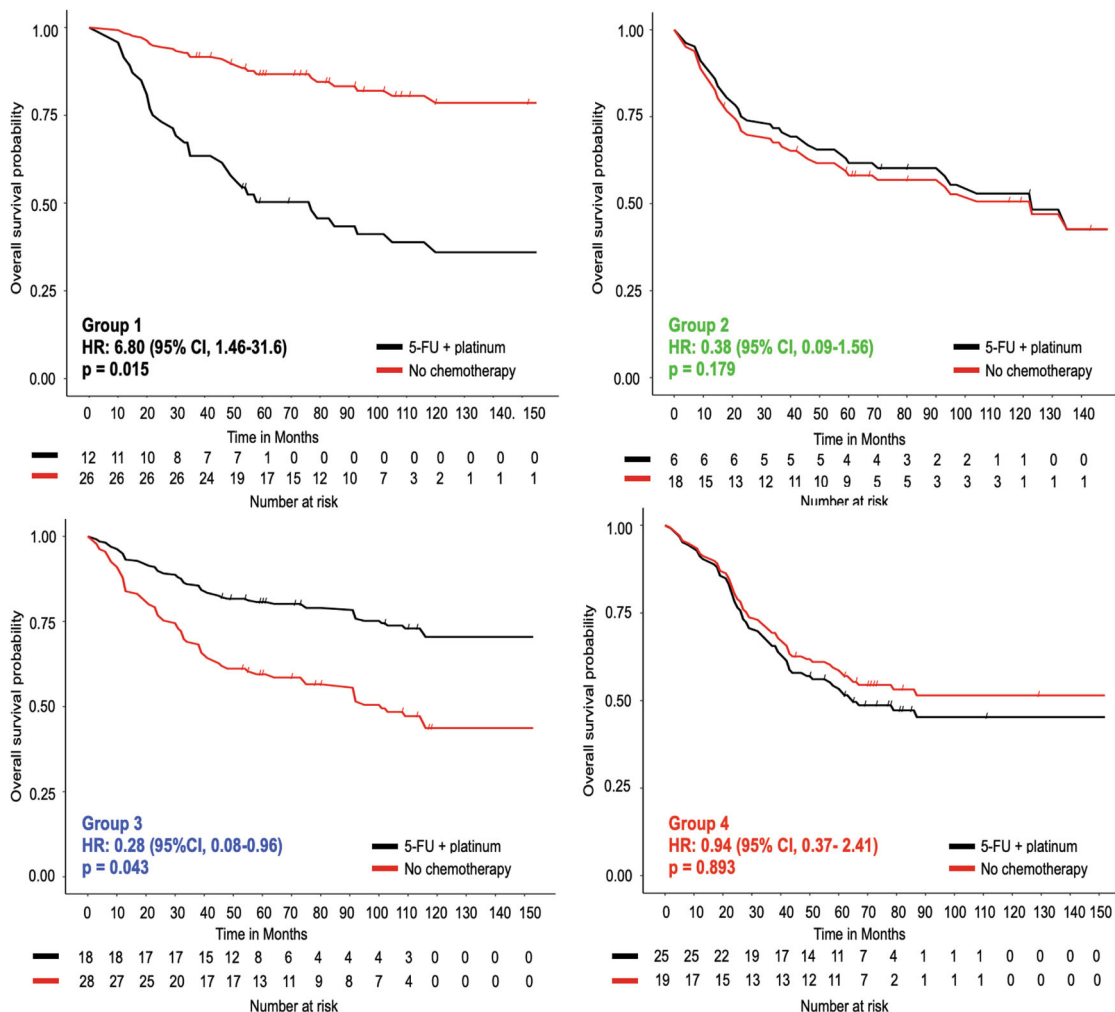 1.00
0.75
0.50
0.25
0.00
Overall survival probability
Group 1
HR: 6.80 (95% CI, 1.46-31.6)
p = 0.015
5-FU + platinum
No chemotherapy
0 10 20 30 40 50 60 70 80 90 100 110 120 130 140. 150
Time in Months
12 11 10 8 7 7 1 0 0 0 0 0 0 0 0 0
26 26 26 26 24 19 17 15 12 10 7 3 2 1 1 1
Number at risk
1.00
0.75
0.50
0.25
0.00
Overall survival probability
Group 2
HR: 0.38 (95% CI, 0.09-1.56)
p = 0.179
5-FU + platinum
No chemotherapy
0 10 20 30 40 50 60 70 80 90 100 110 120 130 140
Time in Months
6 6 6 5 5 5 4 4 3 2 2 1 1 0 0
18 15 13 12 11 10 9 5 5 3 3 3 1 1 1
Number at risk
1.00
0.75
0.50
0.25
0.00
Overall survival probability
Group 3
HR: 0.28 (95%CI, 0.08-0.96)
p = 0.043
5-FU + platinum
No chemotherapy
0 10 20 30 40 50 60 70 80 90 100 110 120 130 140 150
Time in Months
18 18 17 17 15 12 8 6 4 4 4 3 0 0 0 0
28 27 25 20 17 17 13 11 9 8 7 4 0 0 0 0
Number at risk
1.00
0.75
0.50
0.25
0.00
Overall survival probability
Group 4
HR: 0.94 (95% CI, 0.37- 2.41)
p = 0.893
5-FU + platinum
No chemotherapy
0 10 20 30 40 50 60 70 80 90 100 110 120 130 140 150
Time in Months
25 25 22 19 17 14 11 7 4 1 1 1 0 0 0 0
19 17 15 13 13 12 11 7 2 1 1 1 0 0 0 0
Number at risk